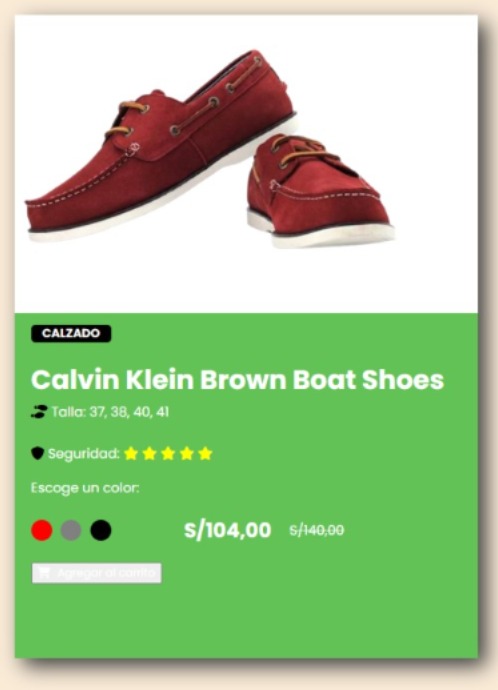 CALZADO
Calvin Klein Brown Boat Shoes
Talla: 37, 38, 40, 41
Seguridad:
Escoge un color:
S/104,00 S/140,00
Agregar al carrito